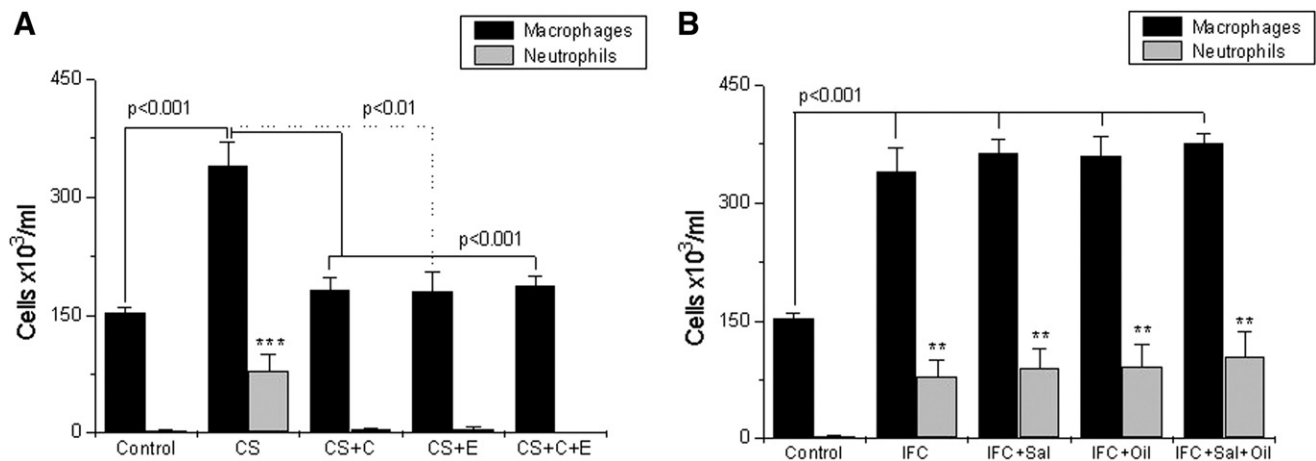 A
Macrophages
Neutrophils
450
300
150
0
Cells x10³/ml
p<0.001
p<0.01
p<0.001
***
Control CS CS+C CS+E CS+C+E
B
Macrophages
Neutrophils
450
300
150
0
Cells x10³/ml
p<0.001
** ** ** **
Control IFC IFC+Sal IFC+Oil IFC+Sal+Oil